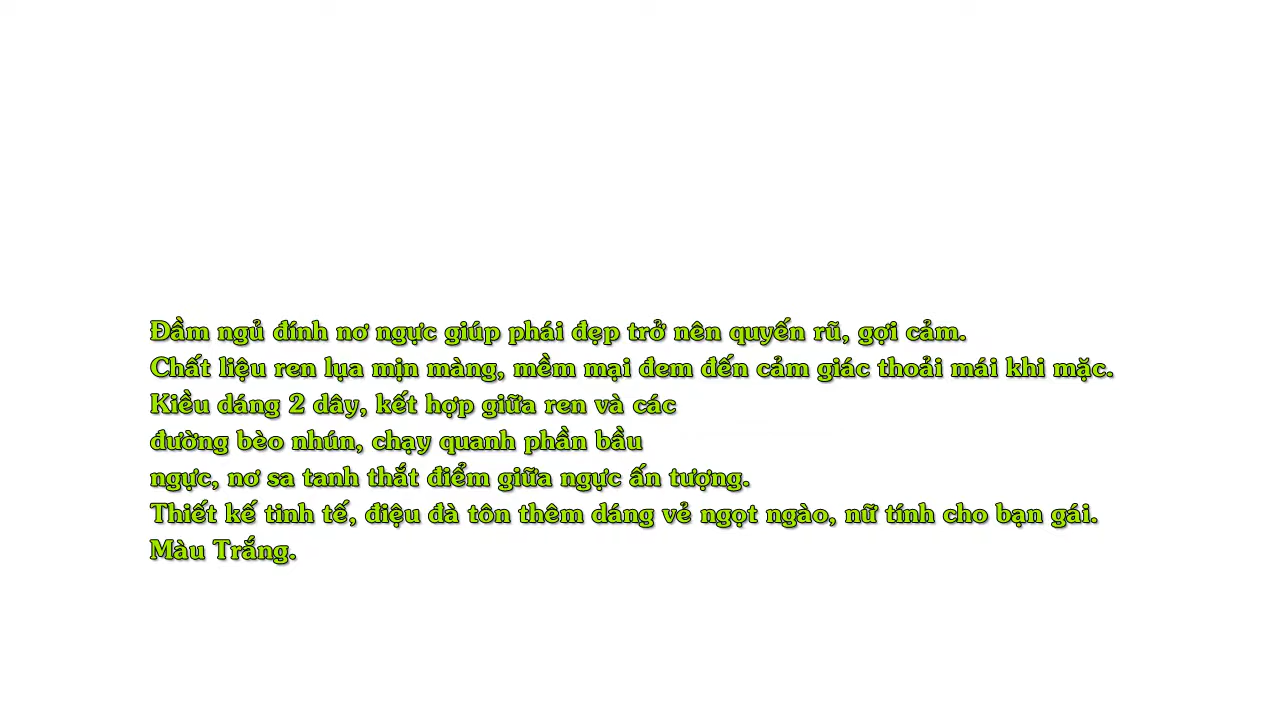 Đầm ngủ đính nơ ngực giúp phái đẹp trở nên quyến rũ, gợi cảm.
Chất liệu ren lụa mịn màng, mềm mại đem đến cảm giác thoải mái khi mặc.
Kiều dáng 2 dây, kết hợp giữa ren và các
đường bèo nhún, chạy quanh phần bầu
ngực, nơ sa tanh thắt điểm giữa ngực ấn tượng.
Thiết kế tinh tế, điệu đà tôn thêm dáng vẻ ngọt ngào, nữ tính cho bạn gái.
Màu Trắng.